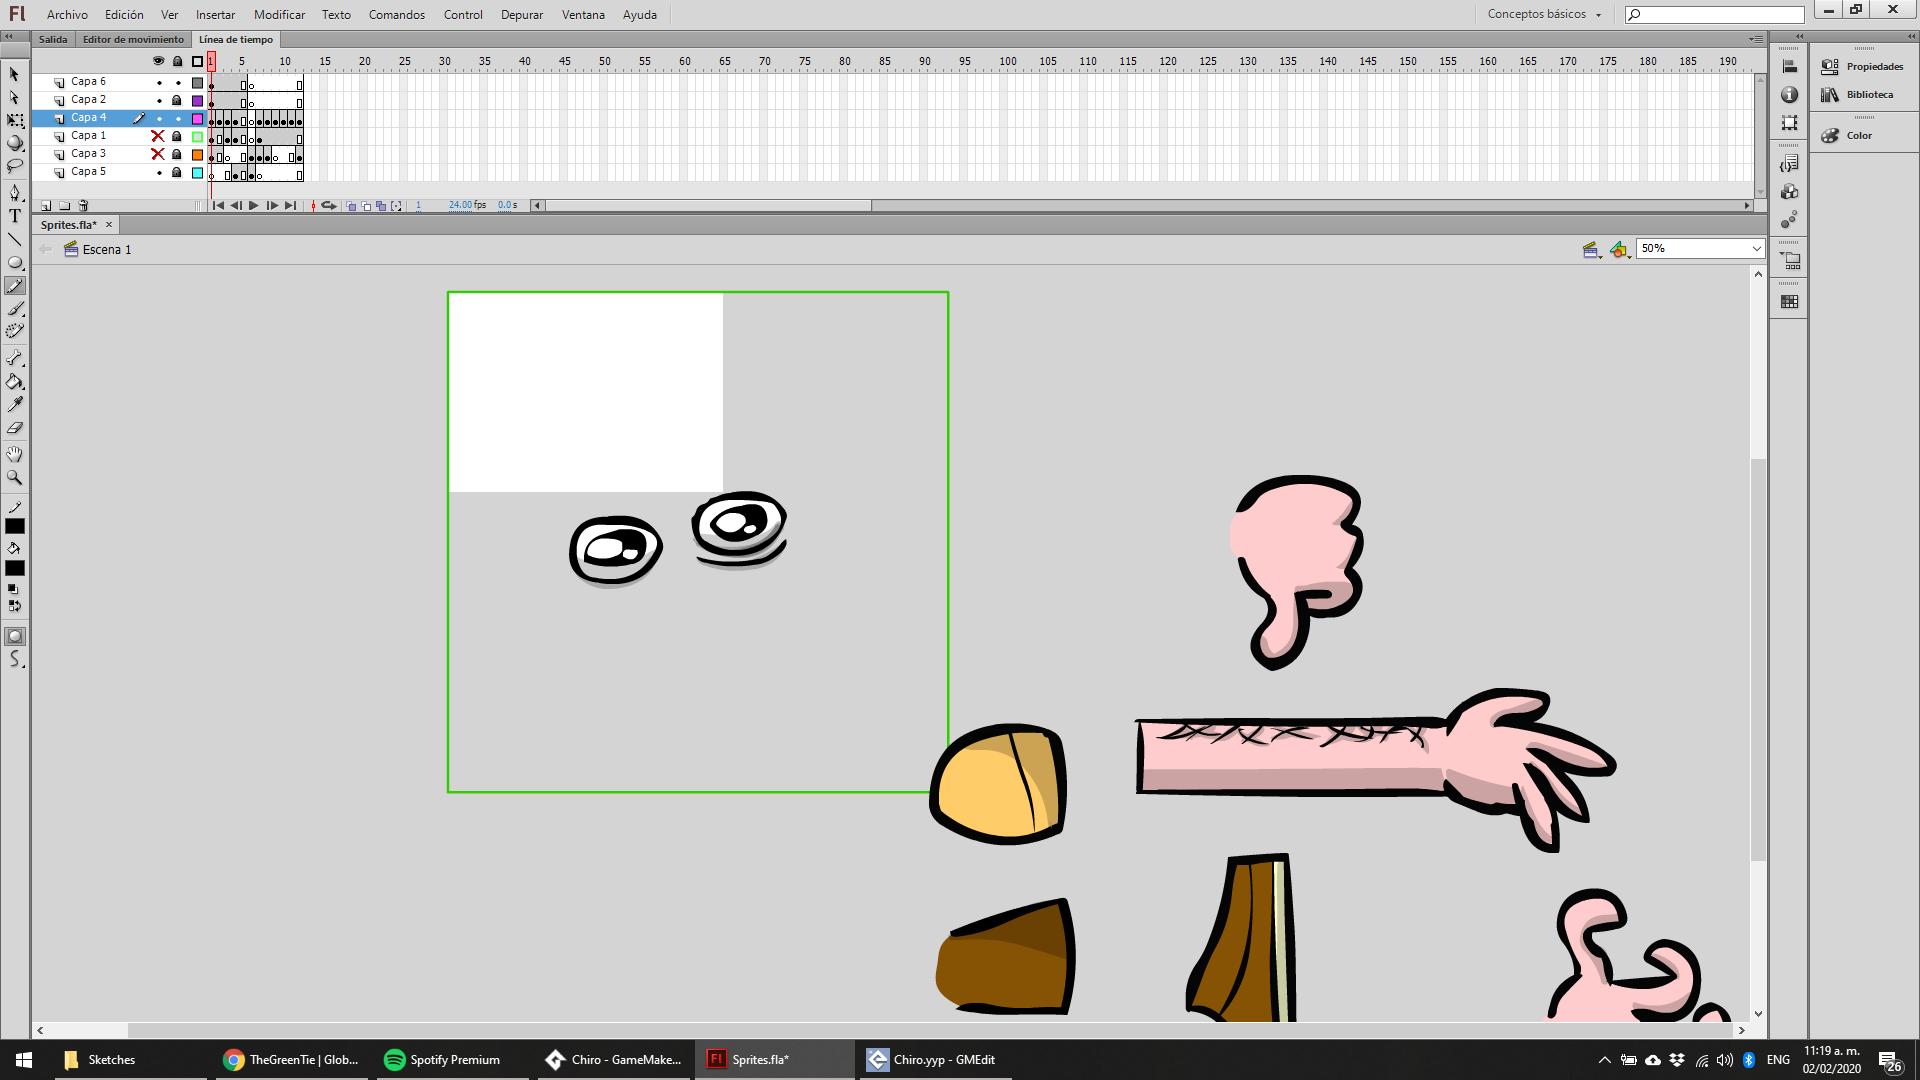 Fl Archivo Edición Ver Insertar Modificar Texto Comandos Control Depurar Ventana Ayuda Conceptos básicos
Salida Editor de movimiento Línea de tiempo
1 5 10 15 20 25 30 35 40 45 50 55 60 65 70 75 80 85 90 95 100 105 110 115 120 125 130 135 140 145 150 155 160 165 170 175 180 185 190
Capa 6
Capa 2
Capa 4
Capa 1
Capa 3
Capa 5
1 24.00 fps 0.0 s
Sprites.fla*
Escena 1
50%
Propiedades
Biblioteca
Color
T
Sketches
TheGreenTie | Glob...
Spotify Premium
Chiro - GameMake...
Fl Sprites.fla*
Chiro.yyp - GMEdit
ENG
11:19 a. m.
02/02/2020
26